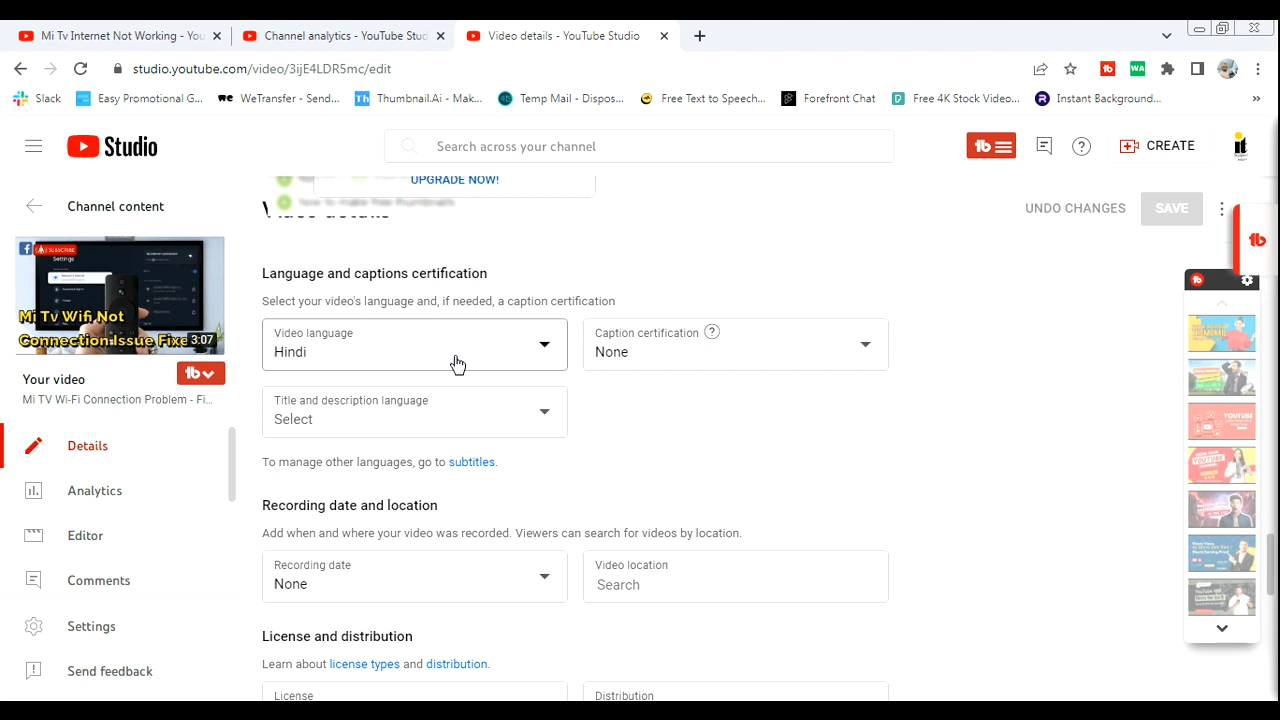 Mi Tv Internet Not Working - You
Channel analytics - YouTube Stud
Video details - YouTube Studio
studio.youtube.com/video/3ijE4LDR5mc/edit
Slack
Easy Promotional G...
WeTransfer - Send...
Thumbnail.Ai - Mak...
Temp Mail - Dispos...
Free Text to Speech...
Forefront Chat
Free 4K Stock Video...
Instant Background...
Studio
Search across your channel
CREATE
UPGRADE NOW!
Channel content
Video details
UNDO CHANGES
SAVE
SUBSCRIBE
Settings
Mi Tv Wifi Not
Connection Issue Fixe
3:07
Your video
Mi TV Wi-Fi Connection Problem - Fi...
Details
Analytics
Editor
Comments
Settings
Send feedback
Language and captions certification
Select your video's language and, if needed, a caption certification
Video language
Hindi
Caption certification
None
Title and description language
Select
To manage other languages, go to subtitles.
Recording date and location
Add when and where your video was recorded. Viewers can search for videos by location.
Recording date
None
Video location
Search
License and distribution
Learn about license types and distribution.
License
Distribution